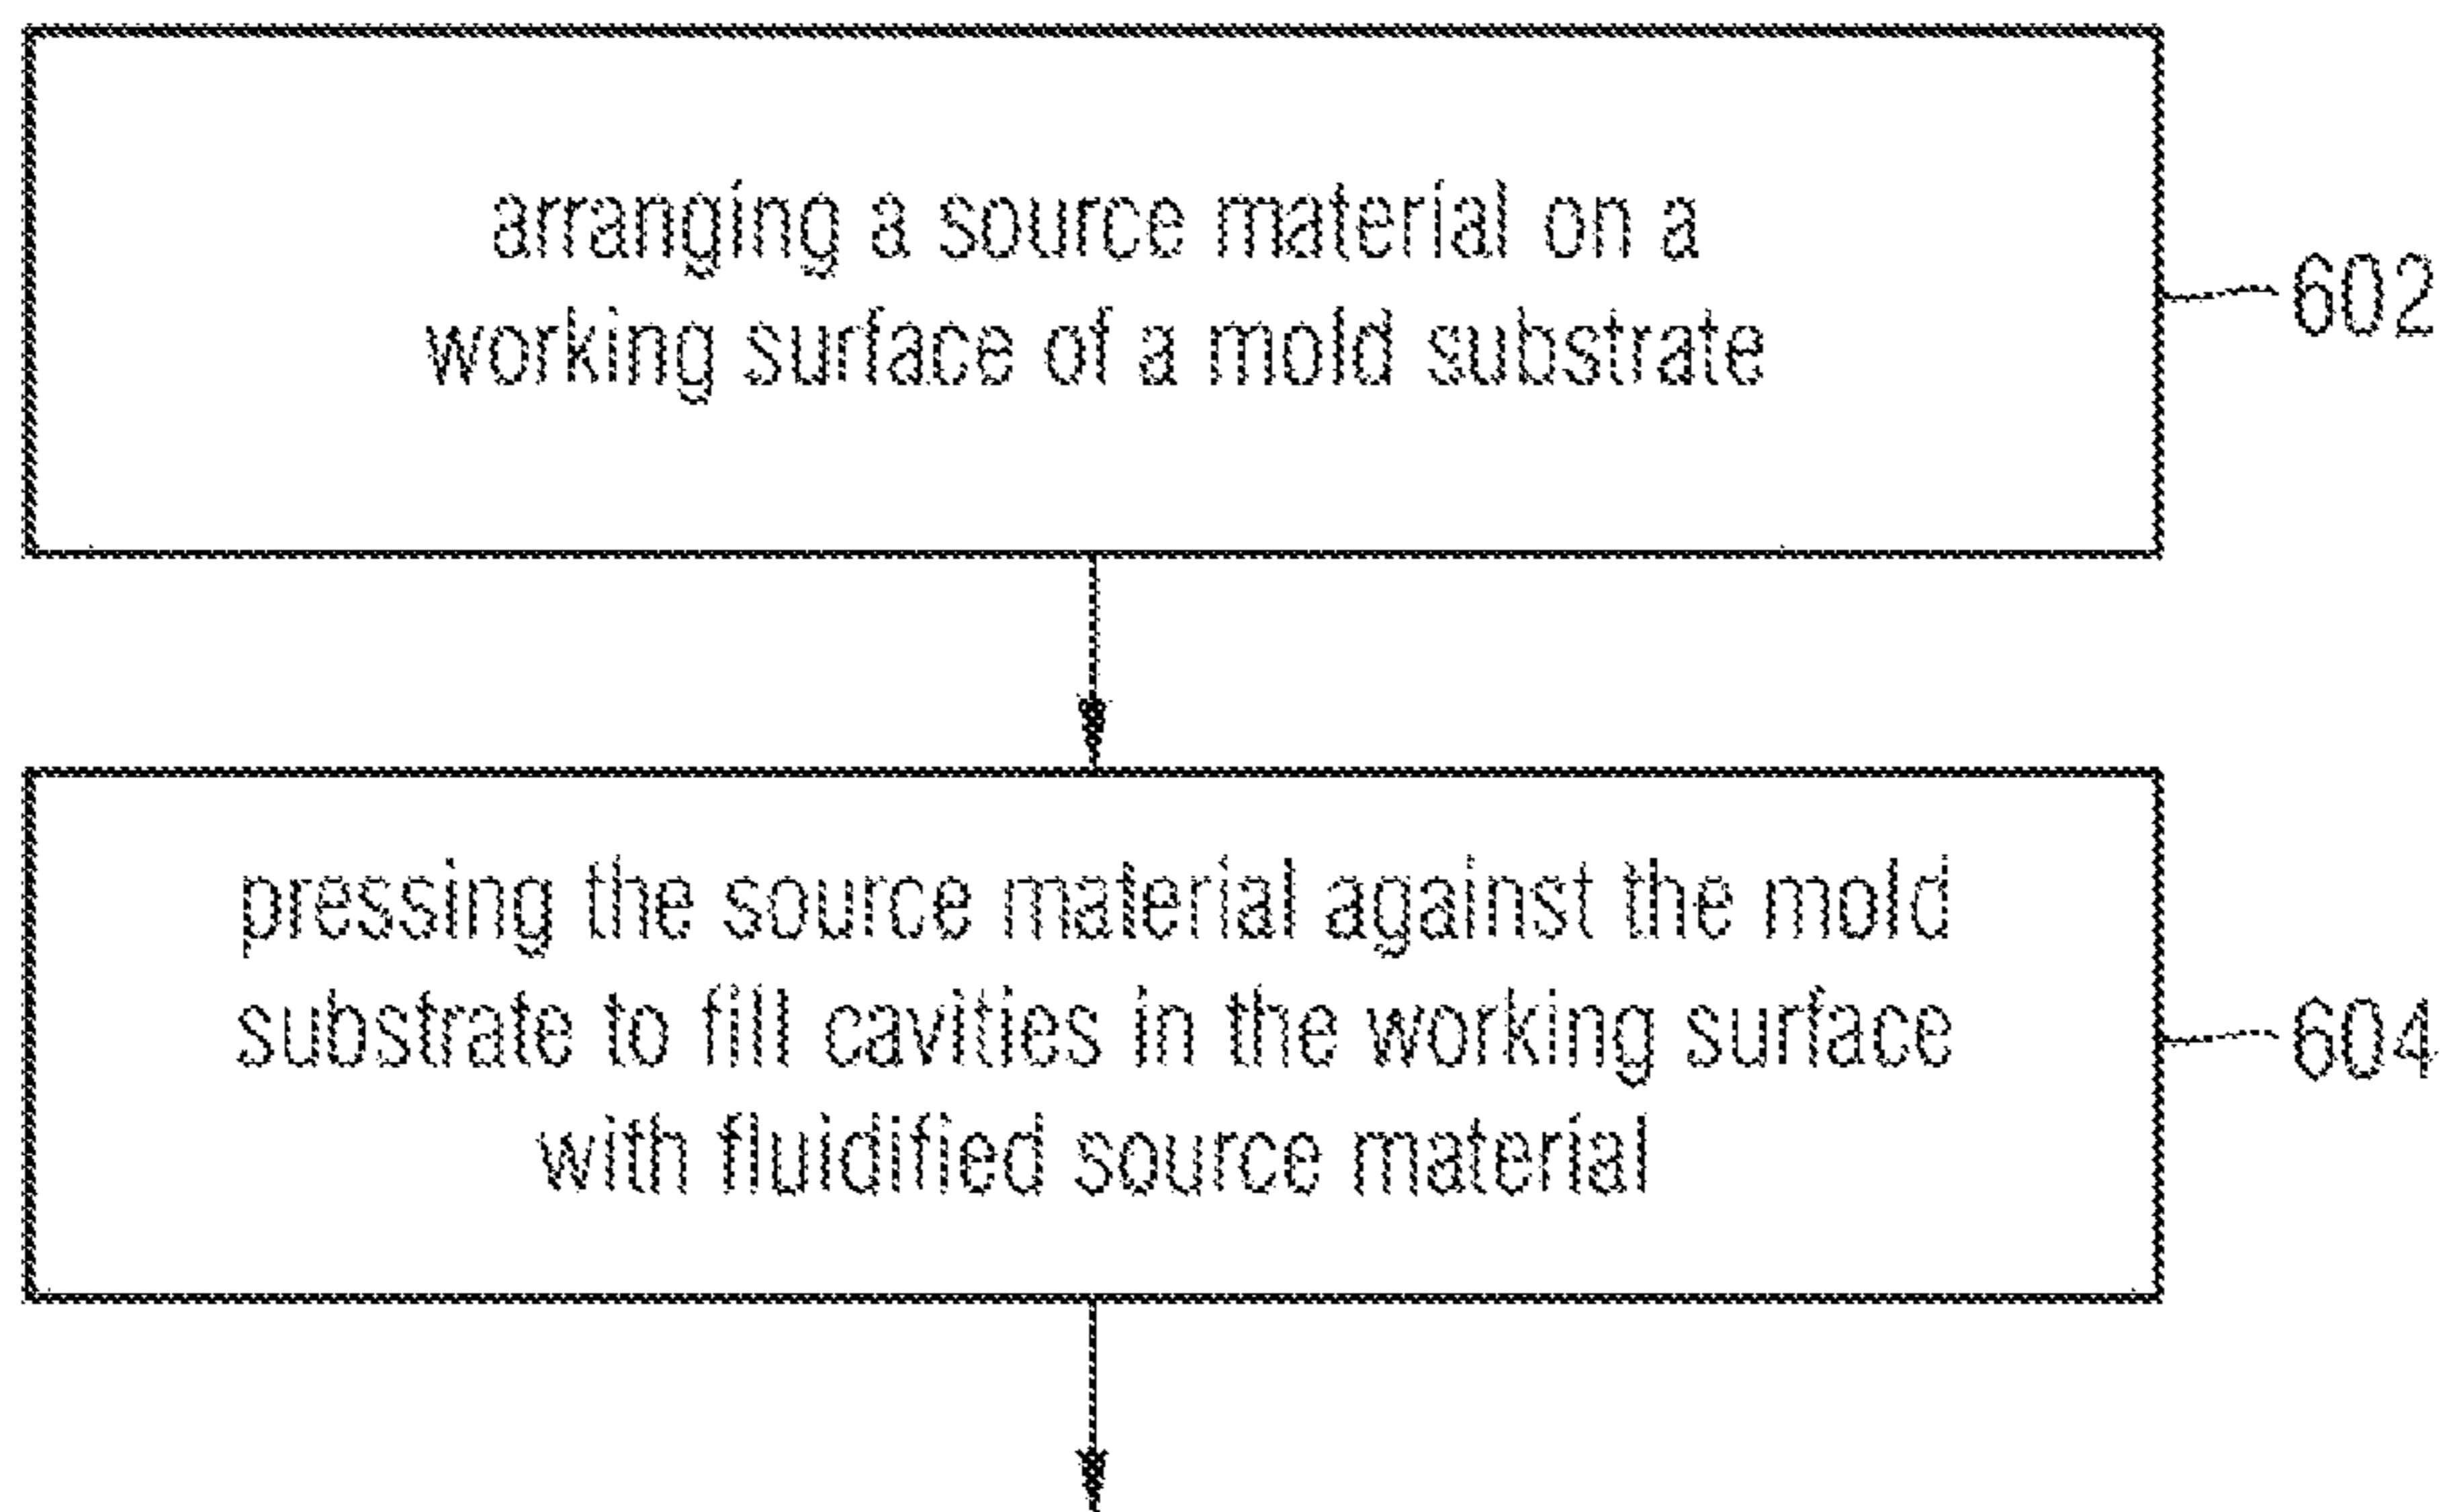 arranging a source material on a
working surface of a mold substrate
602
pressing the source material against the mold
substrate to fill cavities in the working surface
with fluidified source material
604